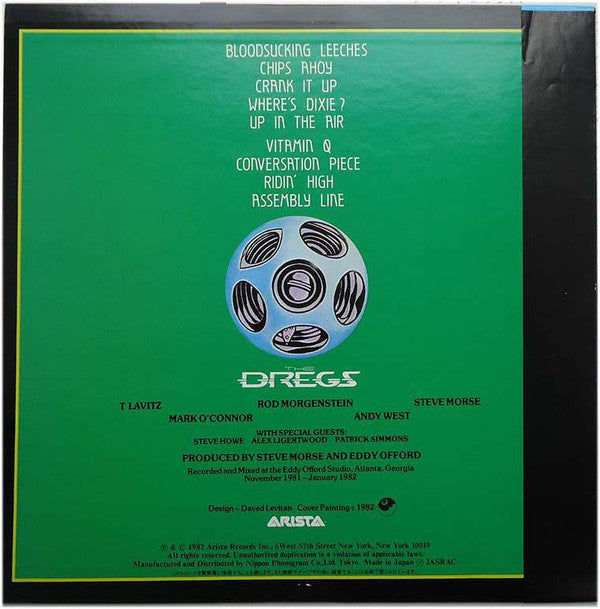 BLOODSUCKING LEECHES
CHIPS AHOY
CRANK IT UP
WHERE'S DIXIE?
UP IN THE AIR
VITAMIN Q
CONVERSATION PIECE
RIDIN' HIGH
ASSEMBLY LINE
THE
DREGS
T LAVITZ ROD MORGENSTEIN STEVE MORSE
MARK O'CONNOR ANDY WEST
WITH SPECIAL GUESTS:
STEVE HOWE ALEX LIGERTWOOD PATRICK SIMMONS
PRODUCED BY STEVE MORSE AND EDDY OFFORD
Recorded and Mixed at the Eddy Offord Studio, Atlanta, Georgia
November 1981 – January 1982
Design – Daved Levitan Cover Painting © 1982
ARISTA
℗ & © 1982 Arista Records Inc. 6West 57th Street New York, New York 10019
All rights reserved. Unauthorized duplication is a violation of applicable laws.
Manufactured and Distributed by Nippon Phonogram Co., Ltd. Tokyo. Made in Japan Ⓙ JASRAC